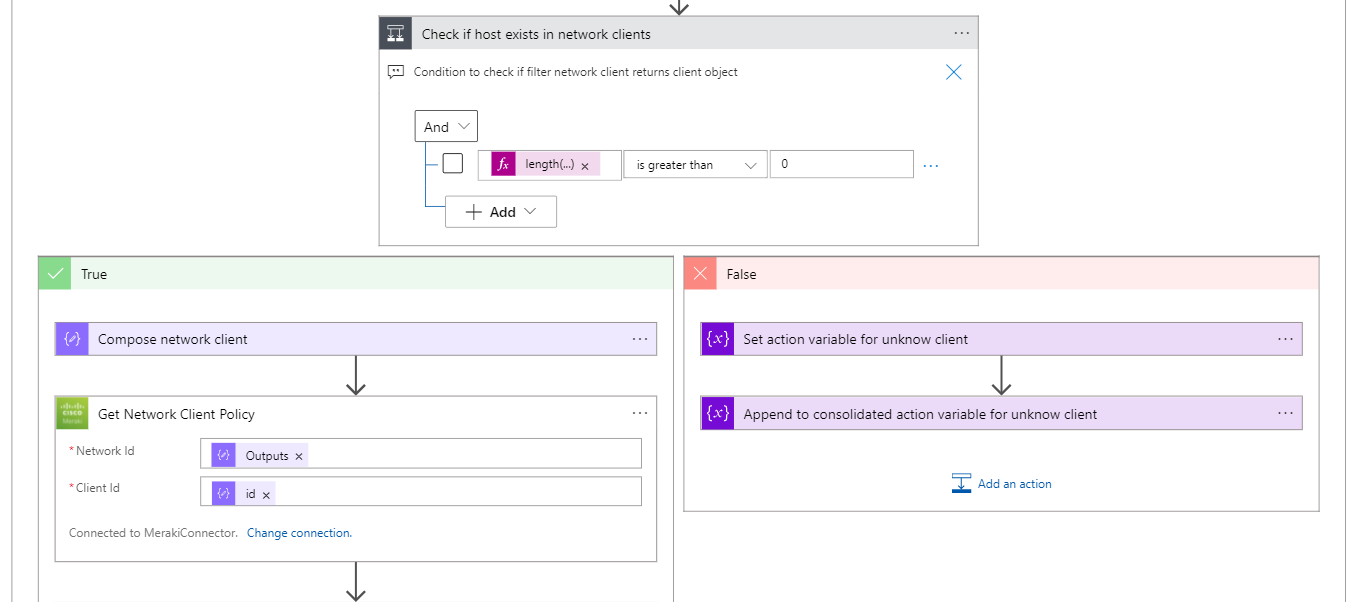 Check if host exists in network clients
...
Condition to check if filter network client returns client object
And
fx length(...) × is greater than 0 ...
+ Add
True
False
{/} Compose network client ...
{x} Set action variable for unknow client ...
cisco Meraki Get Network Client Policy ...
{x} Append to consolidated action variable for unknow client ...
*Network Id {/} Outputs ×
*Client Id {/} id ×
Add an action
Connected to MerakiConnector. Change connection.